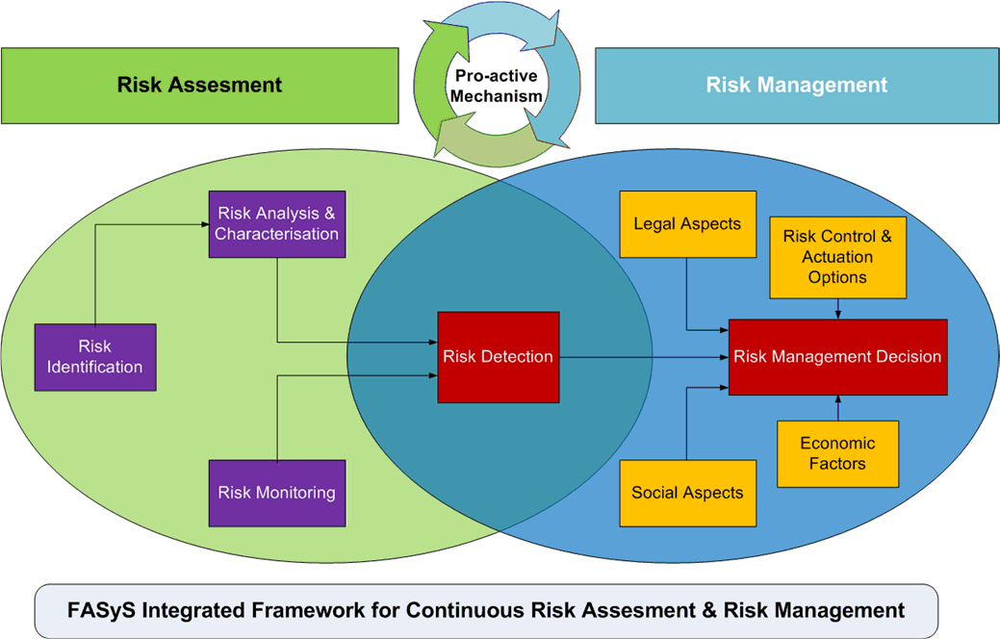 Risk Assesment
Pro-active
Mechanism
Risk Management
Risk Analysis &
Characterisation
Legal Aspects
Risk Control &
Actuation
Options
Risk
Identification
Risk Detection
Risk Management Decision
Risk Monitoring
Social Aspects
Economic
Factors
FASyS Integrated Framework for Continuous Risk Assesment & Risk Management